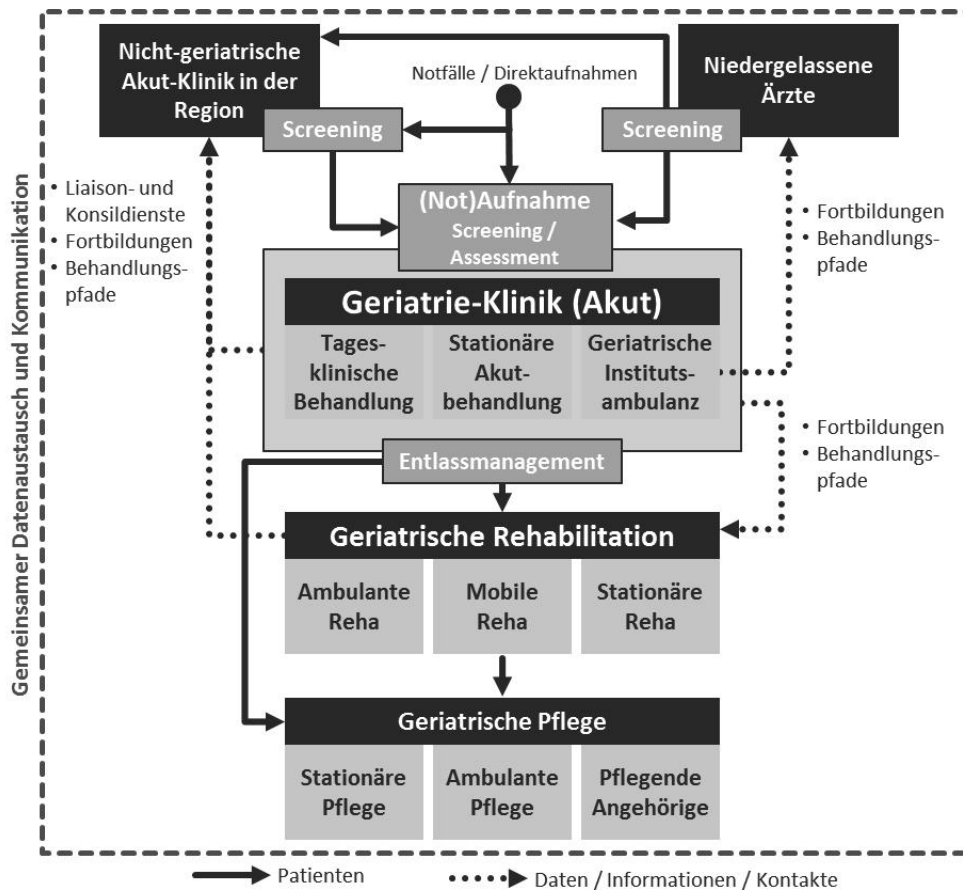 Nicht-geriatrische
Akut-Klinik in der
Region
Screening
Notfälle / Direktaufnahmen
Niedergelassene
Ärzte
Screening
• Liaison- und
Konsildienste
• Fortbildungen
• Behandlungs-
pfade
(Not)Aufnahme
Screening /
Assessment
• Fortbildungen
• Behandlungs-
pfade
Geriatrie-Klinik (Akut)
Tages-
klinische
Behandlung
Stationäre
Akut-
behandlung
Geriatrische
Instituts-
ambulanz
• Fortbildungen
• Behandlungs-
pfade
Entlassmanagement
Geriatrische Rehabilitation
Ambulante
Reha
Mobile
Reha
Stationäre
Reha
Geriatrische Pflege
Stationäre
Pflege
Ambulante
Pflege
Pflegende
Angehörige
Gemeinsamer Datenaustausch und Kommunikation
Patienten
Daten / Informationen / Kontakte